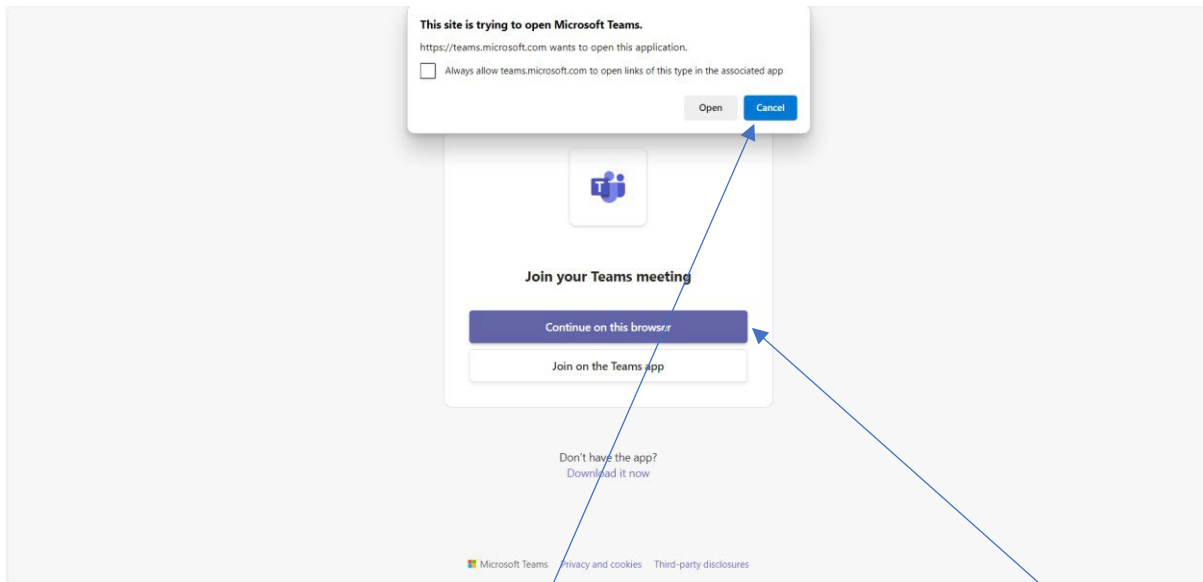 This site is trying to open Microsoft Teams.
https://teams.microsoft.com wants to open this application.
Always allow teams.microsoft.com to open links of this type in the associated app
Open Cancel
T
Join your Teams meeting
Continue on this browser
Join on the Teams app
Don't have the app?
Download it now
Microsoft Teams Privacy and cookies Third-party disclosures